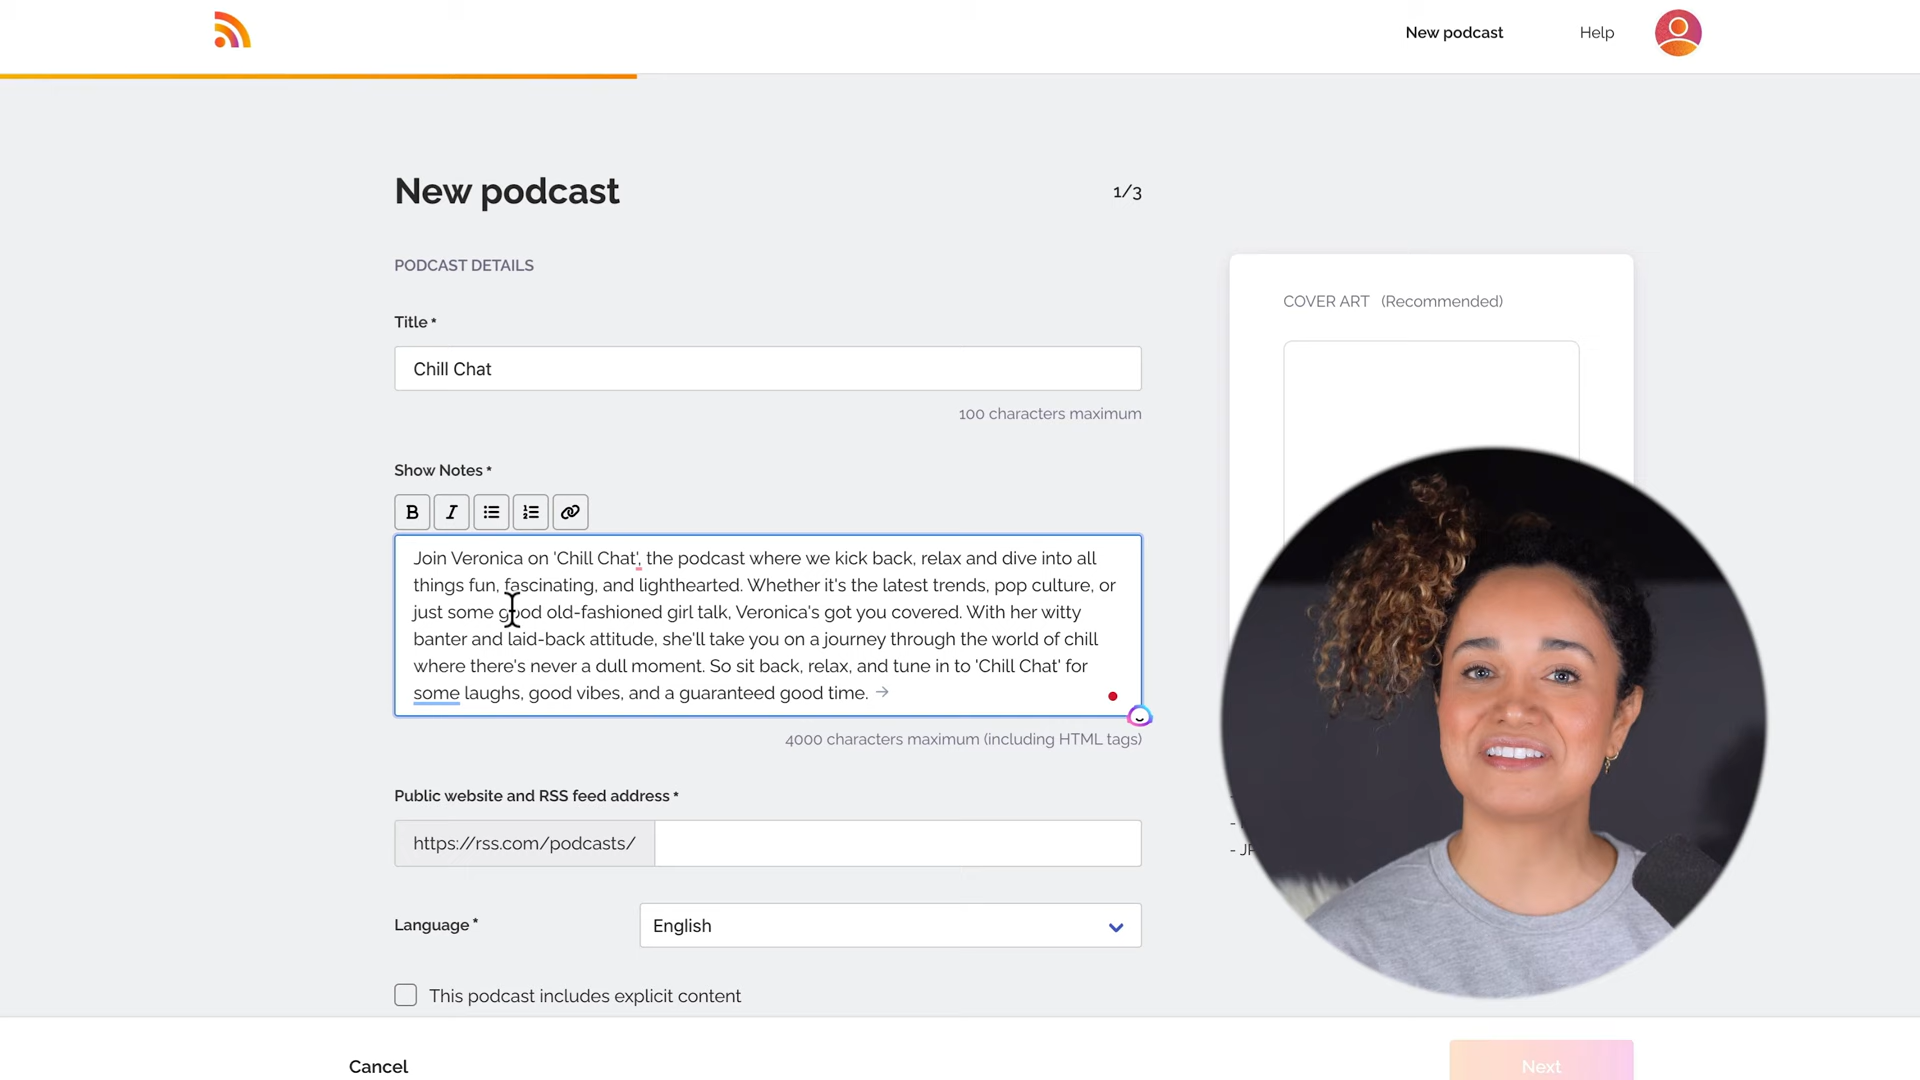 New podcast
Help
New podcast
1/3
PODCAST DETAILS
COVER ART (Recommended)
Title *
Chill Chat
100 characters maximum
Show Notes *
B I
Join Veronica on 'Chill Chat', the podcast where we kick back, relax and dive into all
things fun, fascinating, and lighthearted. Whether it's the latest trends, pop culture, or
just some good old-fashioned girl talk, Veronica's got you covered. With her witty
banter and laid-back attitude, she'll take you on a journey through the world of chill
where there's never a dull moment. So sit back, relax, and tune in to 'Chill Chat' for
some laughs, good vibes, and a guaranteed good time. →
4000 characters maximum (including HTML tags)
Public website and RSS feed address *
https://rss.com/podcasts/
Language *
English
This podcast includes explicit content
Cancel
Next